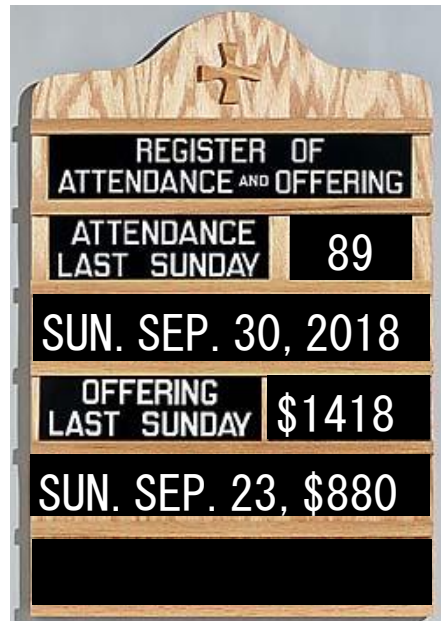 REGISTER OF
ATTENDANCE AND OFFERING
ATTENDANCE
LAST SUNDAY
89
SUN. SEP. 30, 2018
OFFERING
LAST SUNDAY
$1418
SUN. SEP. 23, $880